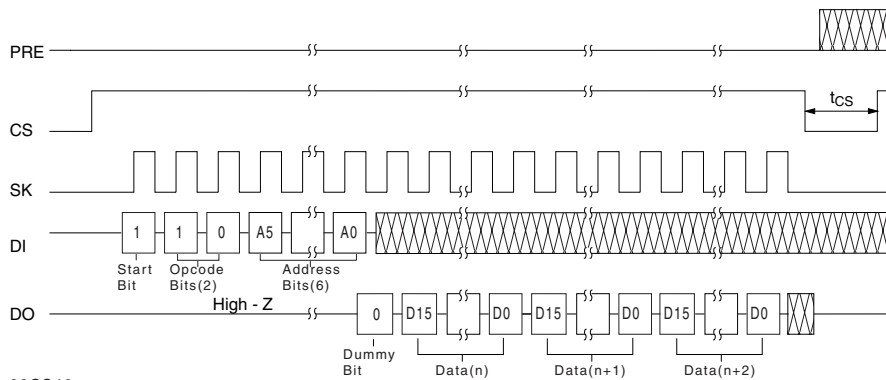 PRE
CS
tCS
SK
DI
1 1 0 A5 A0
Start Bit
Opcode Bits(2)
Address Bits(6)
High - Z
DO
0 D15 D0 D15 D0 D15 D0
Dummy Bit
Data(n)
Data(n+1)
Data(n+2)